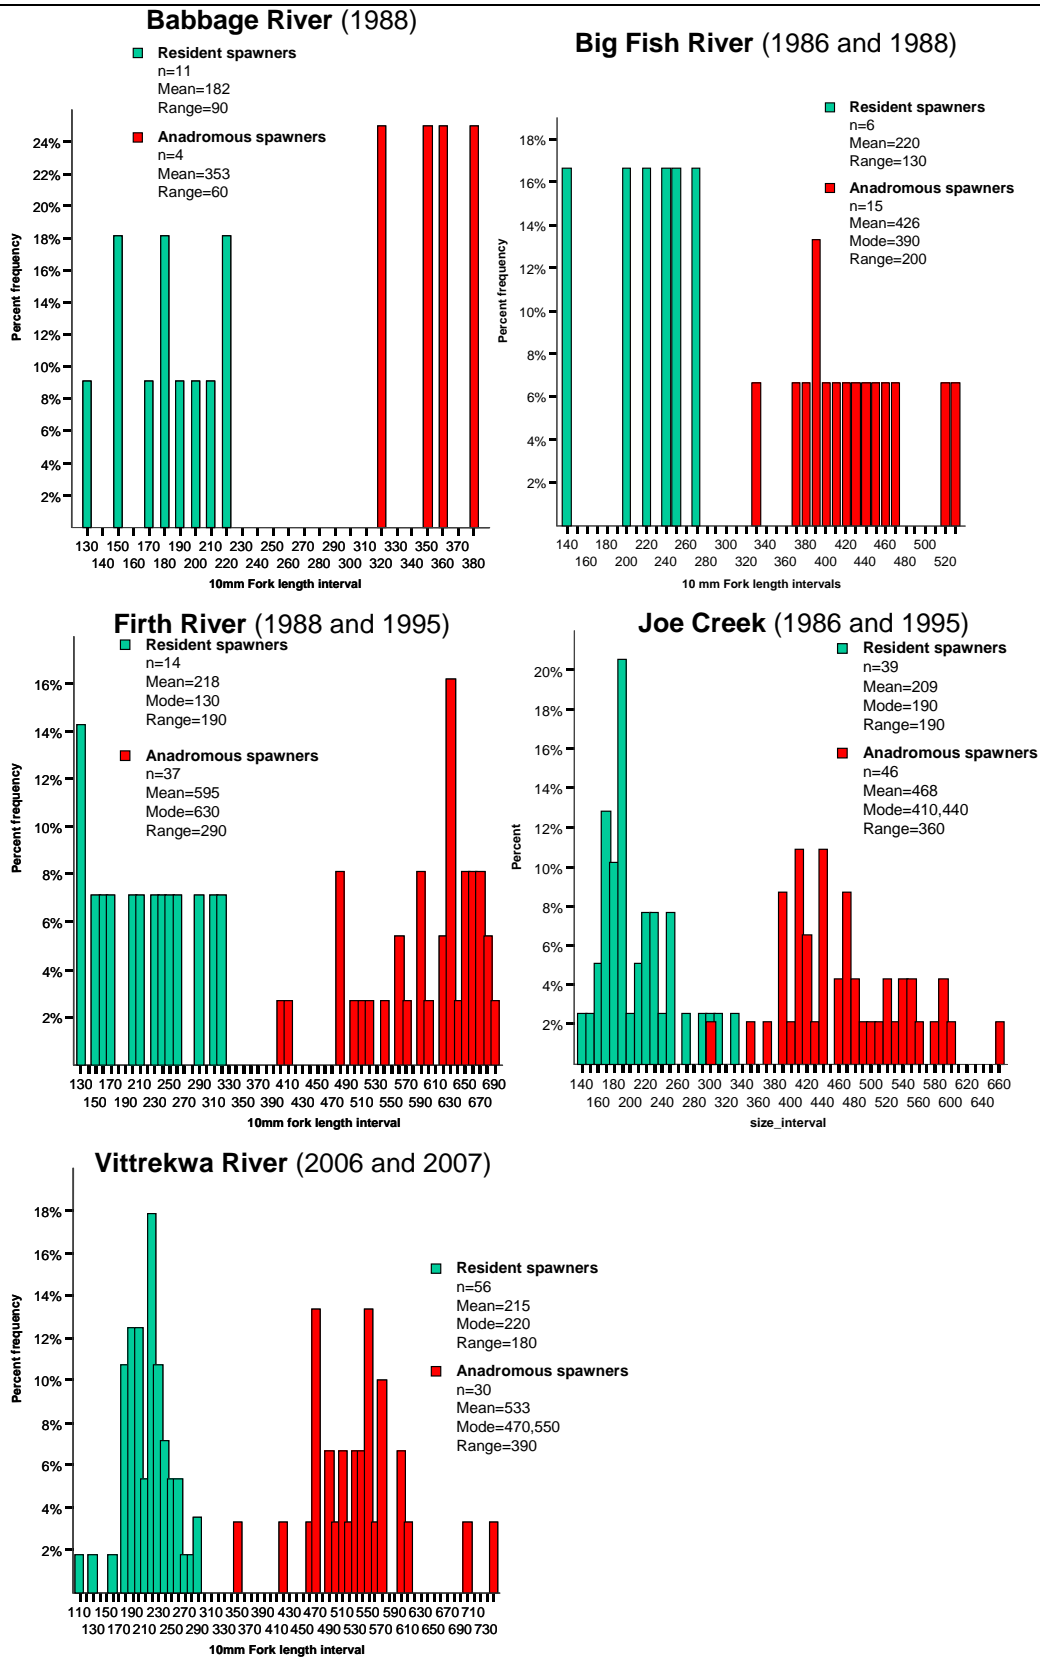 Babbage River (1988)
Resident spawners
n=11
Mean=182
Range=90
Anadromous spawners
n=4
Mean=353
Range=60
24%
22%
20%
18%
16%
14%
12%
10%
8%
6%
4%
2%
Percent frequency
130 150 170 190 210 230 250 270 290 310 330 350 370
140 160 180 200 220 240 260 280 300 320 340 360 380
10mm Fork length interval
Big Fish River (1986 and 1988)
Resident spawners
n=6
Mean=220
Range=130
Anadromous spawners
n=15
Mean=426
Mode=390
Range=200
18%
16%
14%
12%
10%
8%
6%
4%
2%
Percent frequency
140 180 220 260 300 340 380 420 460 500
160 200 240 280 320 360 400 440 480 520
10 mm Fork length intervals
Firth River (1988 and 1995)
Resident spawners
n=14
Mean=218
Mode=130
Range=190
Anadromous spawners
n=37
Mean=595
Mode=630
Range=290
16%
14%
12%
10%
8%
6%
4%
2%
Percent frequency
130 170 210 250 290 330 370 410 450 490 530 570 610 650 690
150 190 230 270 310 350 390 430 470 510 550 590 630 670
10mm fork length interval
Joe Creek (1986 and 1995)
Resident spawners
n=39
Mean=209
Mode=190
Range=190
Anadromous spawners
n=46
Mean=468
Mode=410,440
Range=360
20%
18%
16%
14%
12%
10%
8%
6%
4%
2%
Percent
140 180 220 260 300 340 380 420 460 500 540 580 620 660
160 200 240 280 320 360 400 440 480 520 560 600 640
size_interval
Vittrekwa River (2006 and 2007)
Resident spawners
n=56
Mean=215
Mode=220
Range=180
Anadromous spawners
n=30
Mean=533
Mode=470,550
Range=390
18%
16%
14%
12%
10%
8%
6%
4%
2%
Percent frequency
110 150 190 230 270 310 350 390 430 470 510 550 590 630 670 710
130 170 210 250 290 330 370 410 450 490 530 570 610 650 690 730
10mm Fork length interval